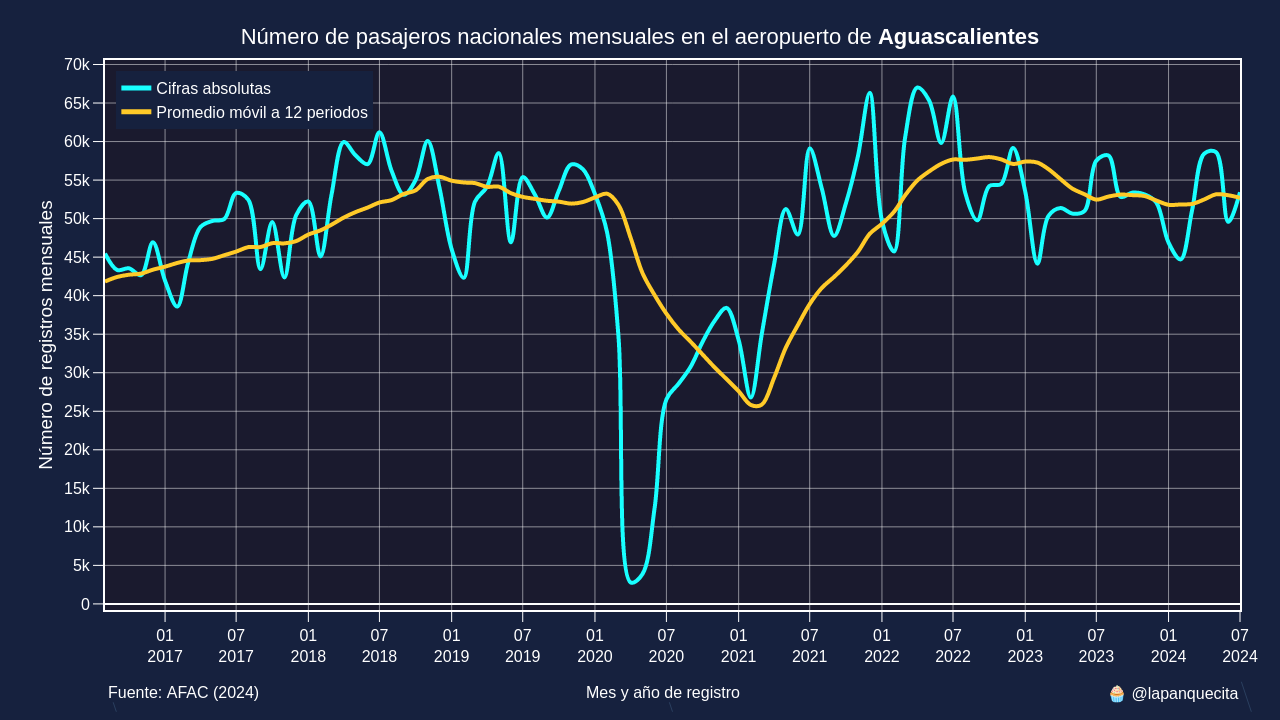 Número de pasajeros nacionales mensuales en el aeropuerto de Aguascalientes
Cifras absolutas
Promedio móvil a 12 periodos
Número de registros mensuales
70k
65k
60k
55k
50k
45k
40k
35k
30k
25k
20k
15k
10k
5k
0
01 07 01 07 01 07 01 07 01 07 01 07 01 07 01 07
2017 2017 2018 2018 2019 2019 2020 2020 2021 2021 2022 2022 2023 2023 2024 2024
Fuente: AFAC (2024)
Mes y año de registro
🧁 @lapanquecita